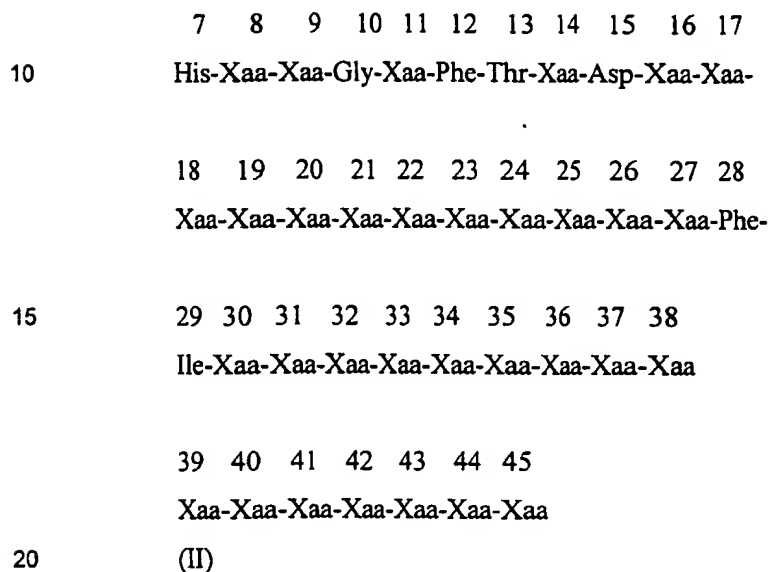 7 8 9 10 11 12 13 14 15 16 17
10 His-Xaa-Xaa-Gly-Xaa-Phe-Thr-Xaa-Asp-Xaa-Xaa-
18 19 20 21 22 23 24 25 26 27 28
Xaa-Xaa-Xaa-Xaa-Xaa-Xaa-Xaa-Xaa-Xaa-Xaa-Phe-
15 29 30 31 32 33 34 35 36 37 38
Ile-Xaa-Xaa-Xaa-Xaa-Xaa-Xaa-Xaa-Xaa-Xaa
39 40 41 42 43 44 45
Xaa-Xaa-Xaa-Xaa-Xaa-Xaa-Xaa
20 (II)